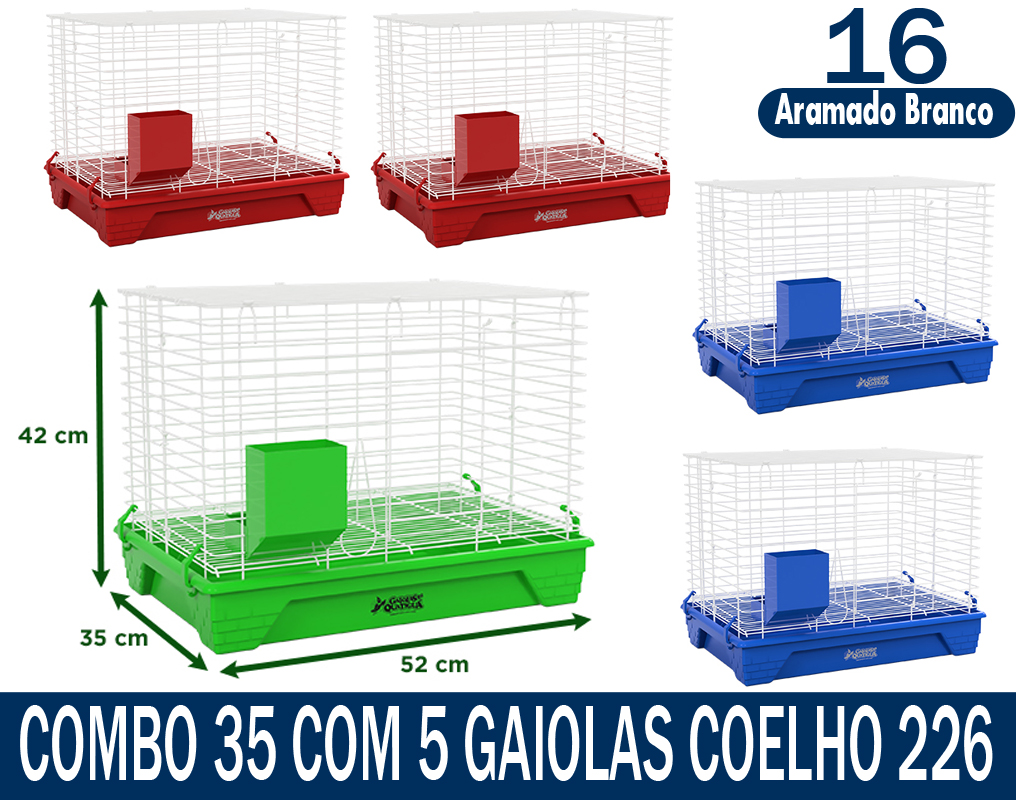 16
Aramado Branco
42 cm
35 cm
52 cm
COMBO 35 COM 5 GAIOLAS COELHO 226